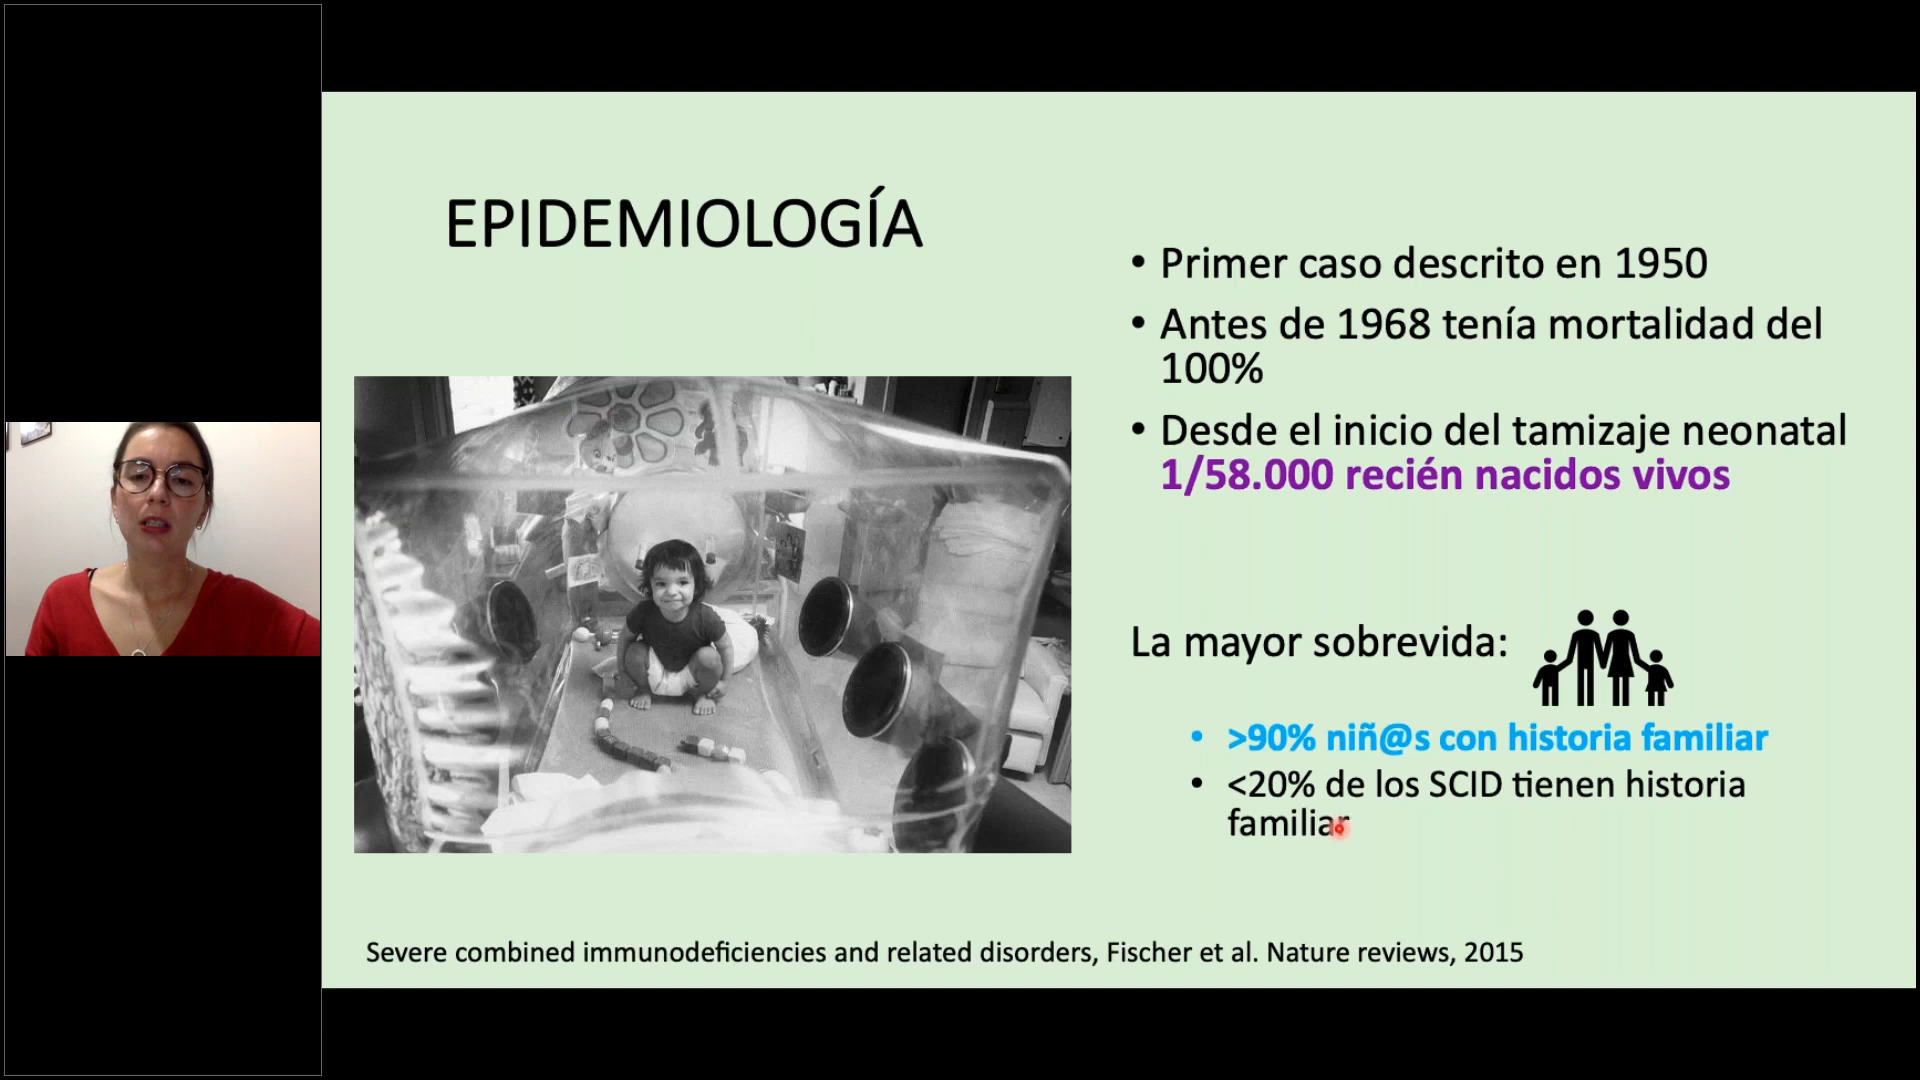 EPIDEMIOLOGÍA
• Primer caso descrito en 1950
• Antes de 1968 tenía mortalidad del
100%
• Desde el inicio del tamizaje neonatal
1/58.000 recién nacidos vivos
La mayor sobrevida:
• >90% niñ@s con historia familiar
• <20% de los SCID tienen historia
familiar
Severe combined immunodeficiencies and related disorders, Fischer et al. Nature reviews, 2015